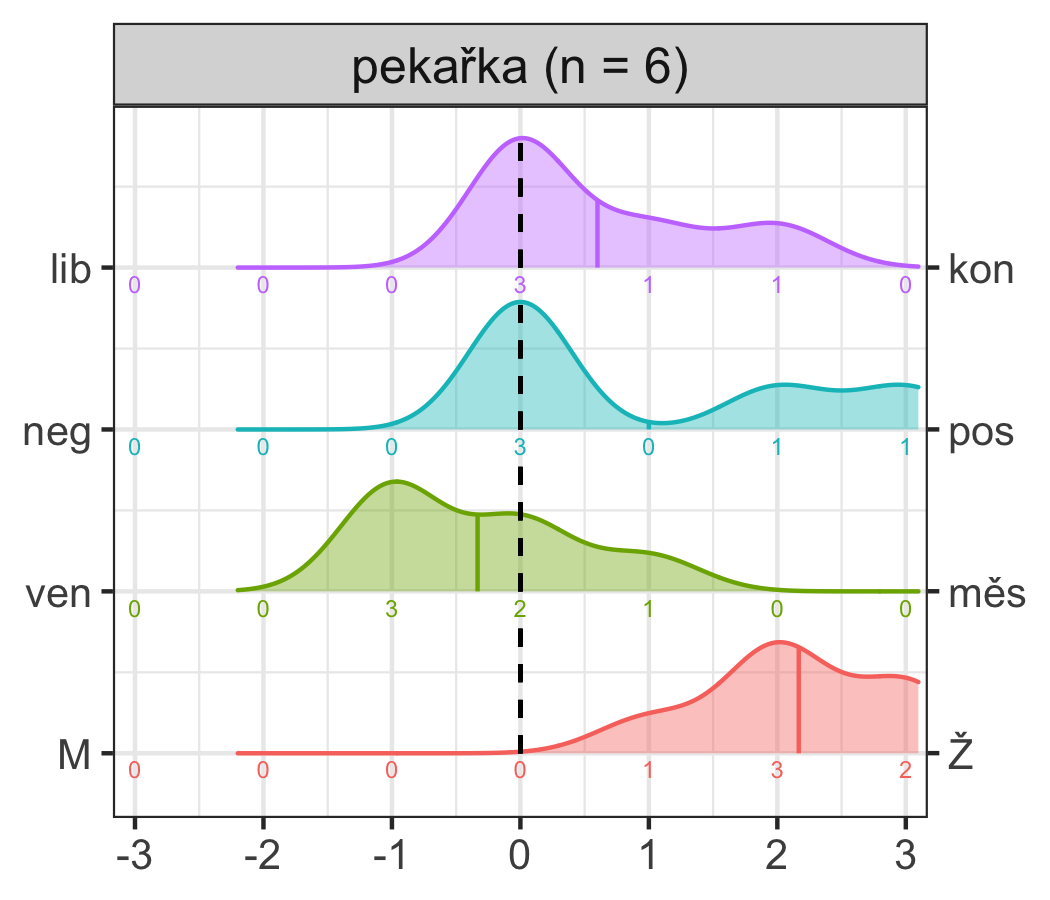 pekařka (n = 6)
lib kon
0 0 0 3 1 1 0
neg pos
0 0 0 3 0 1 1
ven měs
0 0 3 2 1 0 0
M Ž
0 0 0 0 1 3 2
-3 -2 -1 0 1 2 3